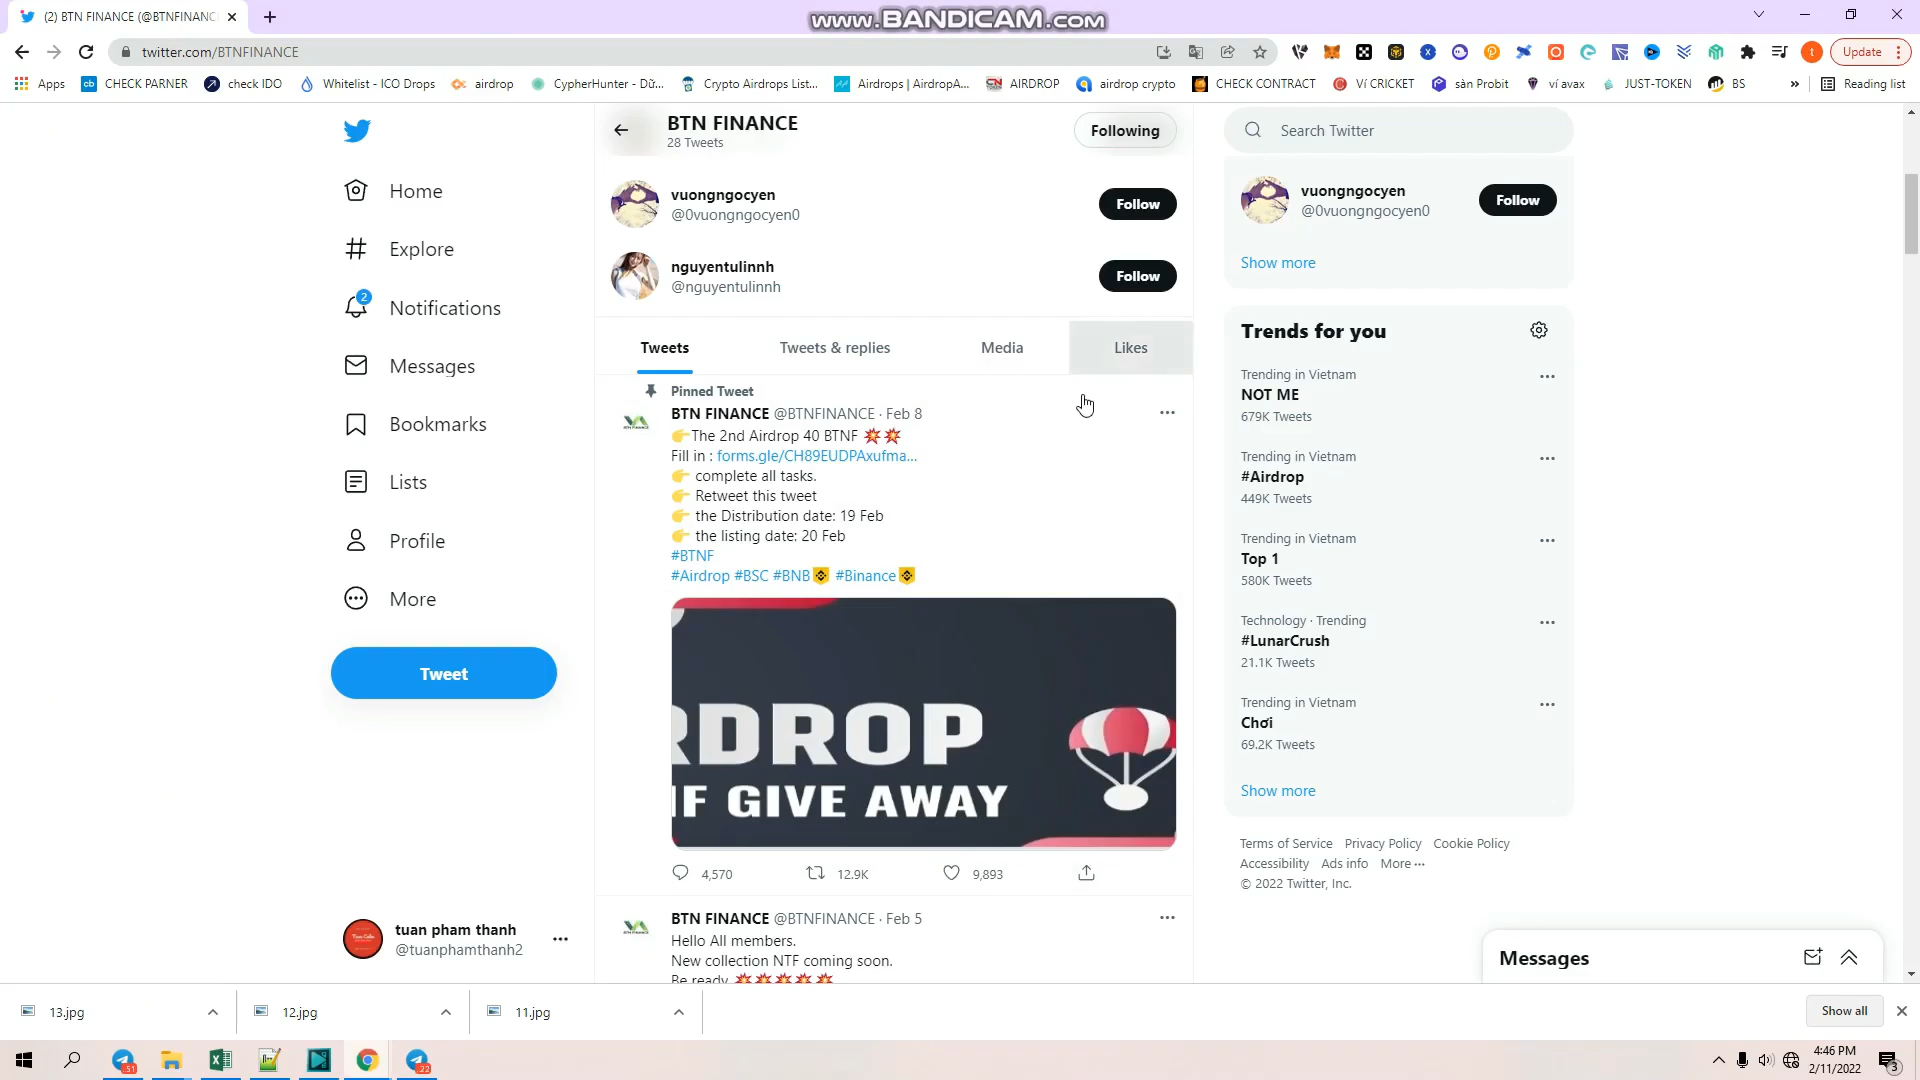 (2) BTN FINANCE (@BTNFINANC
www.BANDICAM.com
twitter.com/BTNFINANCE
Update
Apps
CHECK PARNER
check IDO
Whitelist - ICO Drops
airdrop
CypherHunter - Dữ...
Crypto Airdrops List...
Airdrops | AirdropA...
AIRDROP
airdrop crypto
CHECK CONTRACT
Ví CRICKET
sàn Probit
ví avax
JUST-TOKEN
BS
»
Reading list
Home
Explore
2
Notifications
Messages
Bookmarks
Lists
Profile
More
Tweet
tuan pham thanh
@tuanphamthanh2
BTN FINANCE
28 Tweets
Following
vuongngocyen
@0vuongngocyen0
Follow
nguyentulinnh
@nguyentulinnh
Follow
Tweets
Tweets & replies
Media
Likes
Pinned Tweet
BTN FINANCE @BTNFINANCE · Feb 8
👉The 2nd Airdrop 40 BTNF 💥💥
Fill in : forms.gle/CH89EUDPAxufma...
👉 complete all tasks.
👉 Retweet this tweet
👉 the Distribution date: 19 Feb
👉 the listing date: 20 Feb
#BTNF
#Airdrop #BSC #BNB #Binance
RDROP
IF GIVE AWAY
4,570
12.9K
9,893
BTN FINANCE @BTNFINANCE · Feb 5
Hello All members.
New collection NTF coming soon.
Be ready 💥💥💥💥💥
Search Twitter
vuongngocyen
@0vuongngocyen0
Follow
Show more
Trends for you
Trending in Vietnam
NOT ME
679K Tweets
Trending in Vietnam
#Airdrop
449K Tweets
Trending in Vietnam
Top 1
580K Tweets
Technology · Trending
#LunarCrush
21.1K Tweets
Trending in Vietnam
Chơi
69.2K Tweets
Show more
Terms of Service Privacy Policy Cookie Policy
Accessibility Ads info More ···
© 2022 Twitter, Inc.
Messages
13.jpg
12.jpg
11.jpg
Show all
51
22
4:46 PM
2/11/2022
3